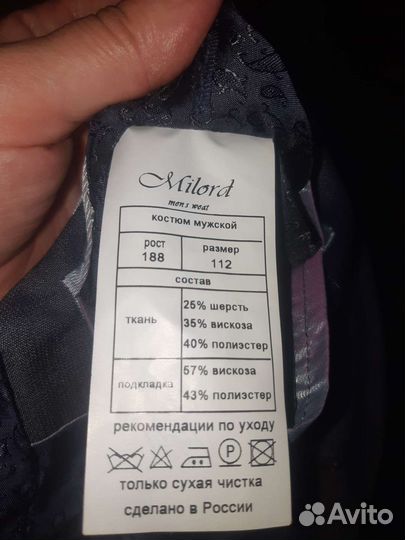 Milord
men's weat
костюм мужской
рост размер
188 112
состав
ткань
25% шерсть
35% вискоза
40% полиэстер
подкладка
57% вискоза
43% полиэстер
рекомендации по уходу
P
только сухая чистка
сделано в России
Avito